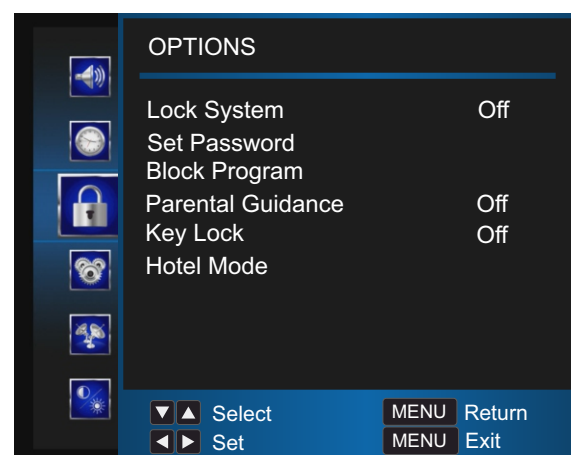 OPTIONS
Lock System Off
Set Password
Block Program
Parental Guidance Off
Key Lock Off
Hotel Mode
Select MENU Return
Set MENU Exit